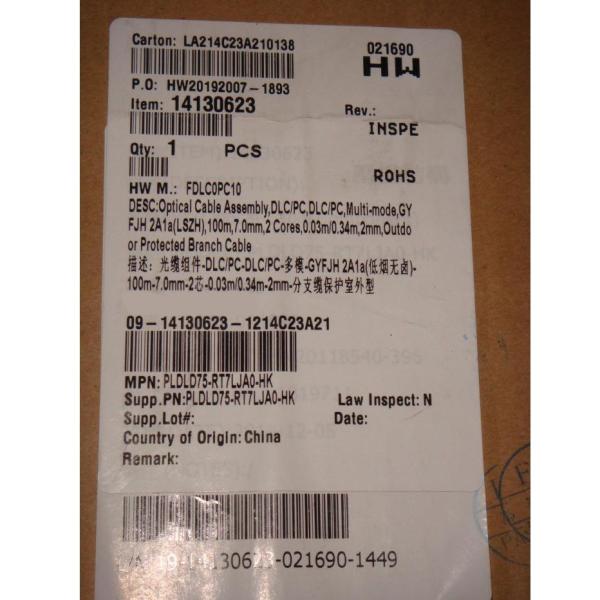 Carton: LA214C23A210138
021690
HW
P.O: HW20192007-1893
Item: 14130623
Rev.:
INSPE
Qty: 1 PCS
ROHS
HW M.: FDLC0PC10
DESC:Optical Cable Assembly,DLC/PC,DLC/PC,Multi-mode,GY
FJH 2A1a(LSZH),100m,7.0mm,2 Cores,0.03m/0.34m,2mm,Outdo
or Protected Branch Cable
描述: 光缆组件-DLC/PC-DLC/PC-多模-GYFJH 2A1a(低烟无卤)-
100m-7.0mm-2芯-0.03m/0.34m-2mm-分支缆保护室外型
09-14130623-1214C23A21
MPN: PLDLD75-RT7LJA0-HK
Supp.PN:PLDLD75-RT7LJA0-HK
Law Inspect: N
Supp.Lot#:
Date:
Country of Origin: China
Remark:
19-14130623-021690-1449